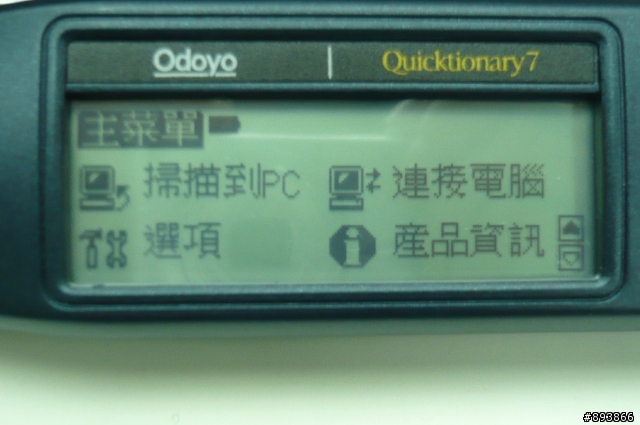 Odoyo Quicktionary7
主菜單
掃描到PC 連接電腦
選項 産品資訊
#893866